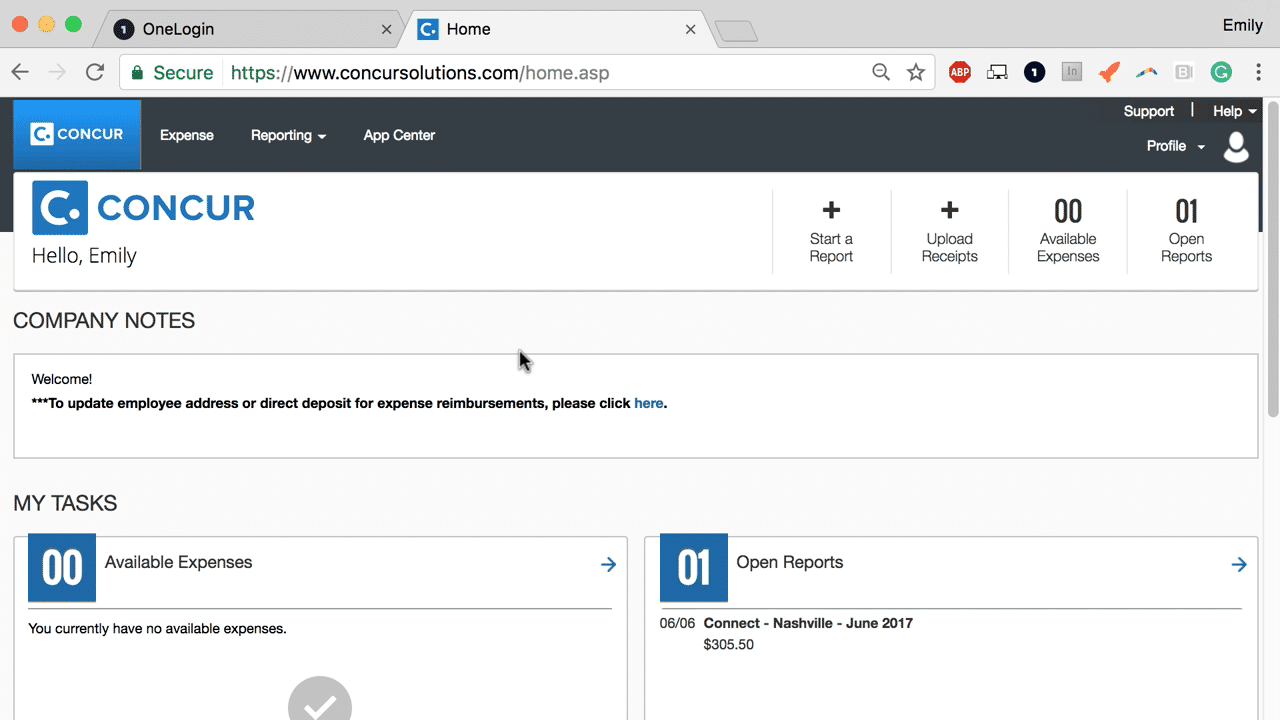 OneLogin
Home
Emily
Secure
https://www.concursolutions.com/home.asp
ABP
1
In
B
G
Support | Help
C. CONCUR
Expense
Reporting
App Center
Profile
C. CONCUR
Hello, Emily
+
Start a
Report
+
Upload
Receipts
00
Available
Expenses
01
Open
Reports
COMPANY NOTES
Welcome!
***To update employee address or direct deposit for expense reimbursements, please click here.
MY TASKS
00
Available Expenses
You currently have no available expenses.
01
Open Reports
06/06 Connect - Nashville - June 2017
$305.50